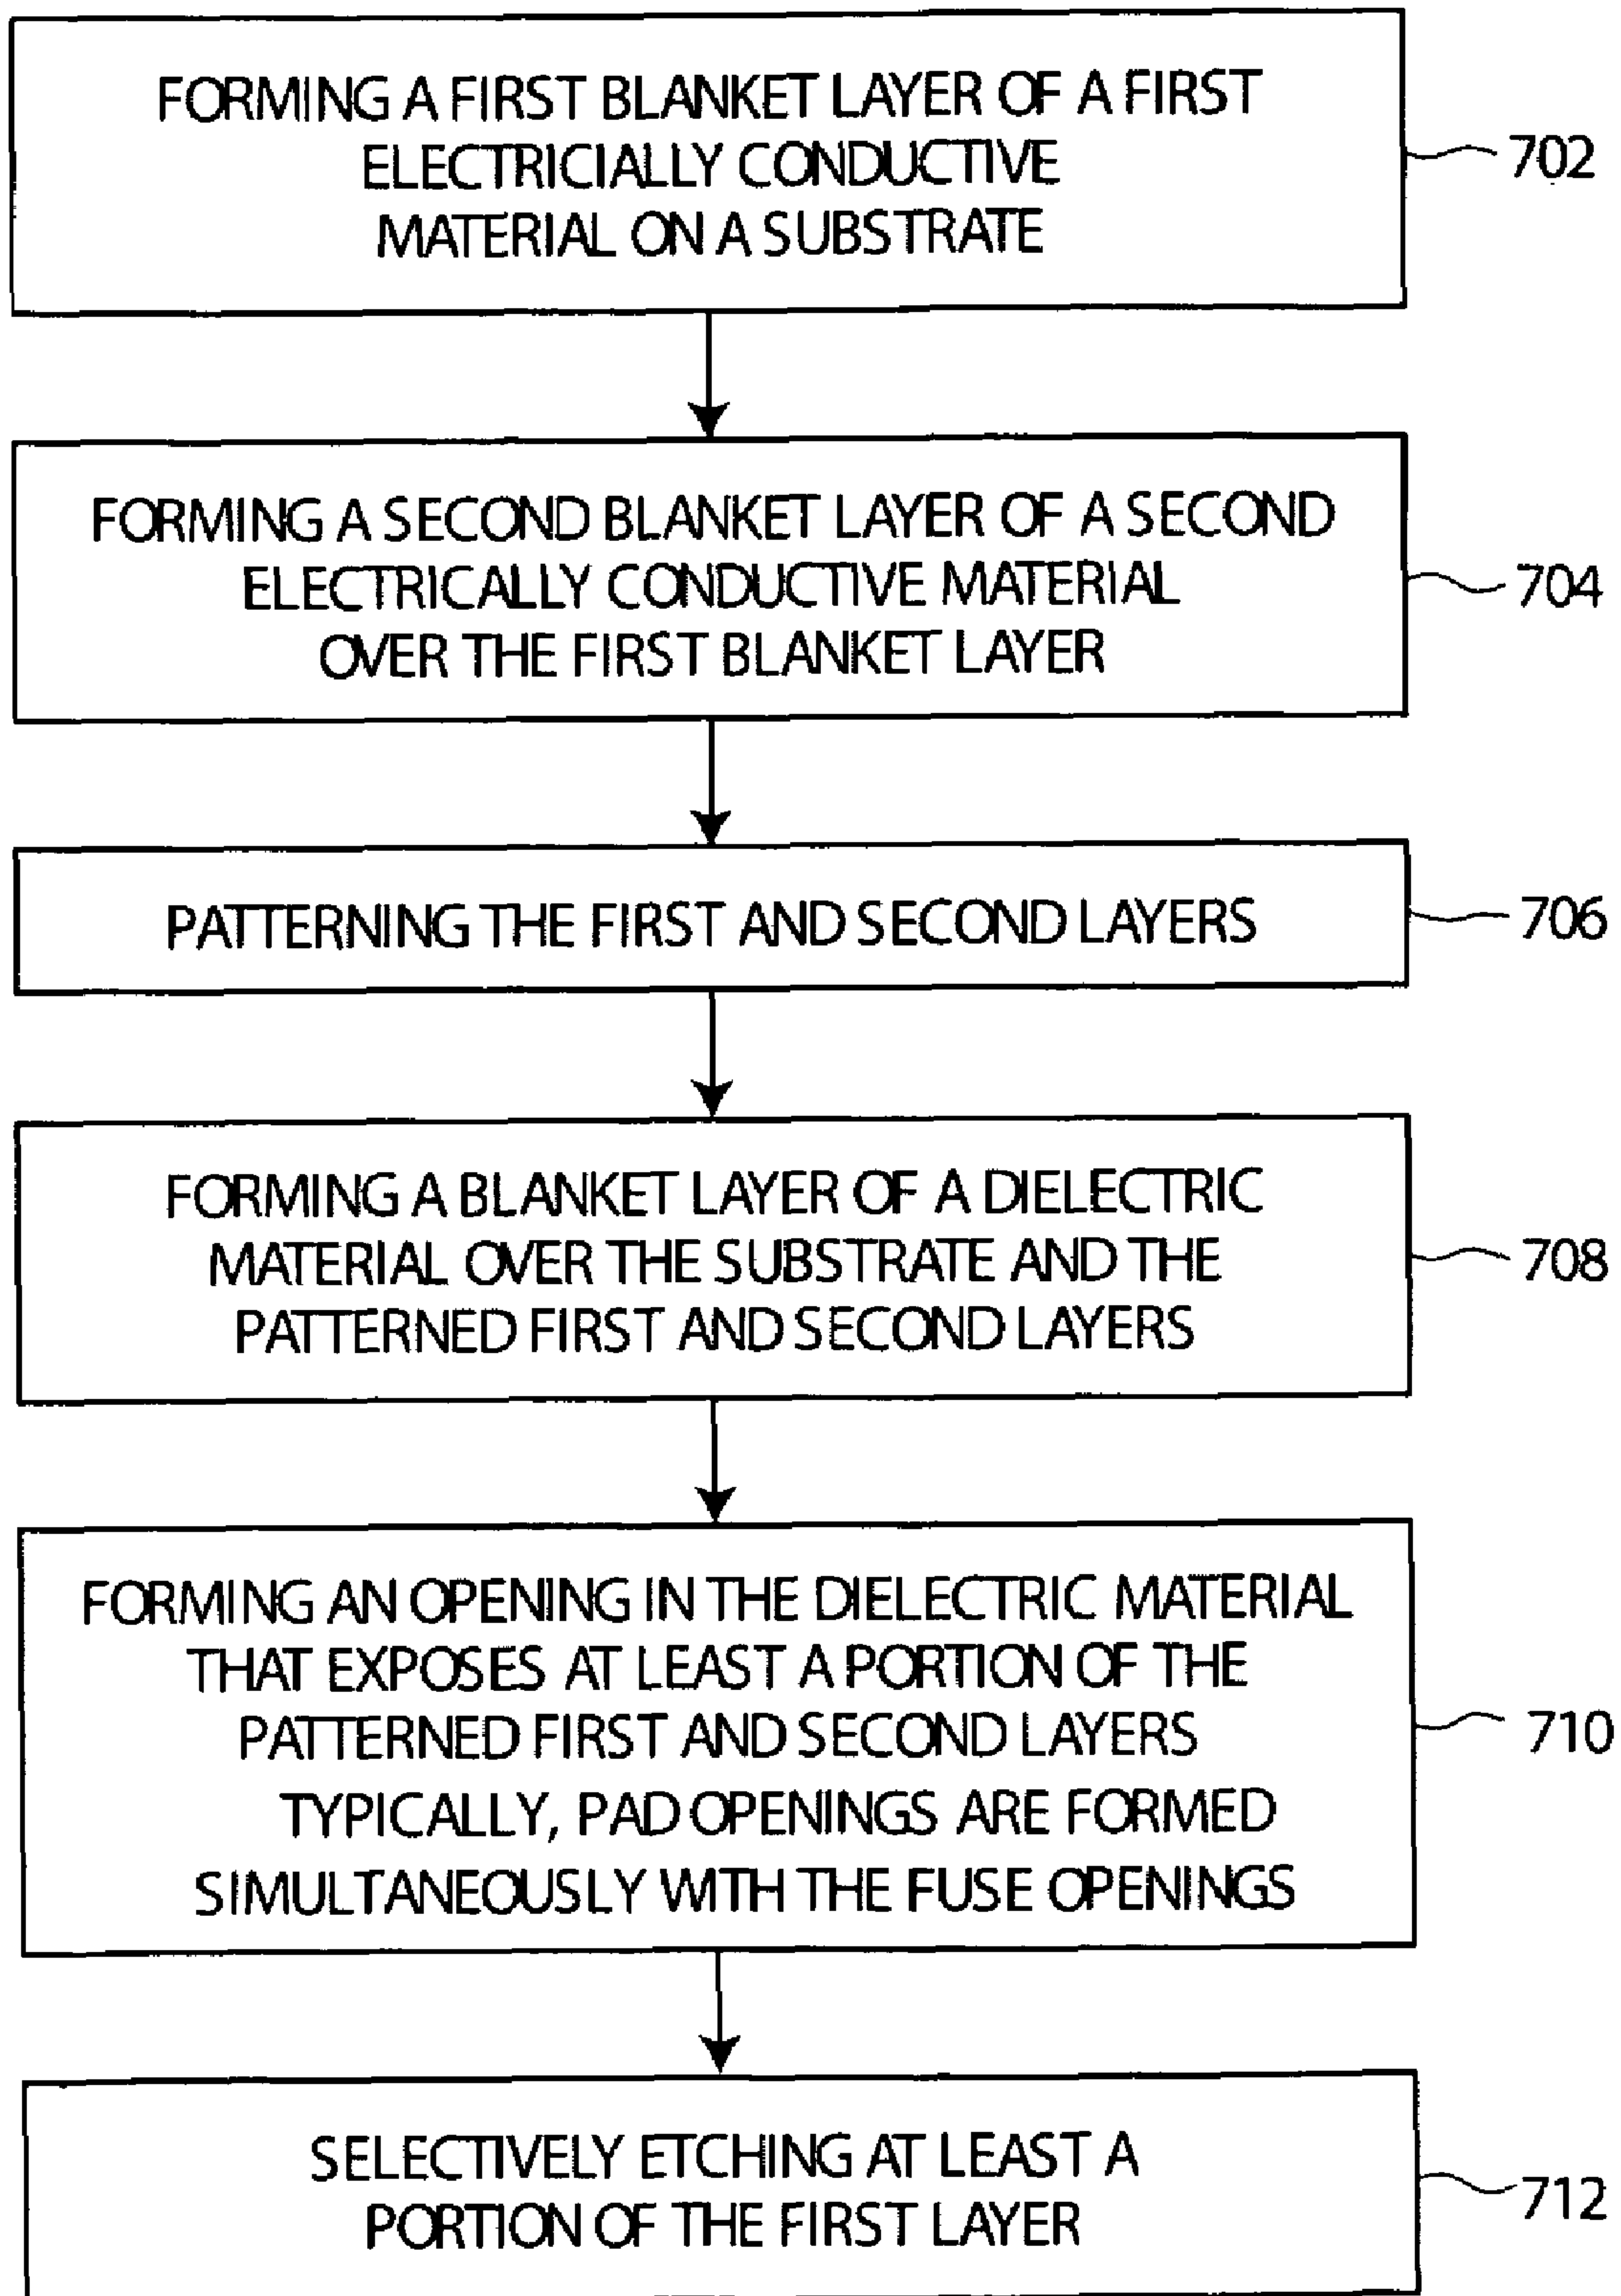 FORMING A FIRST BLANKET LAYER OF A FIRST
ELECTRICIALLY CONDUCTIVE
MATERIAL ON A SUBSTRATE
702
FORMING A SECOND BLANKET LAYER OF A SECOND
ELECTRICALLY CONDUCTIVE MATERIAL
OVER THE FIRST BLANKET LAYER
704
PATTERNING THE FIRST AND SECOND LAYERS
706
FORMING A BLANKET LAYER OF A DIELECTRIC
MATERIAL OVER THE SUBSTRATE AND THE
PATTERNED FIRST AND SECOND LAYERS
708
FORMING AN OPENING IN THE DIELECTRIC MATERIAL
THAT EXPOSES AT LEAST A PORTION OF THE
PATTERNED FIRST AND SECOND LAYERS
TYPICALLY, PAD OPENINGS ARE FORMED
SIMULTANEOUSLY WITH THE FUSE OPENINGS
710
SELECTIVELY ETCHING AT LEAST A
PORTION OF THE FIRST LAYER
712